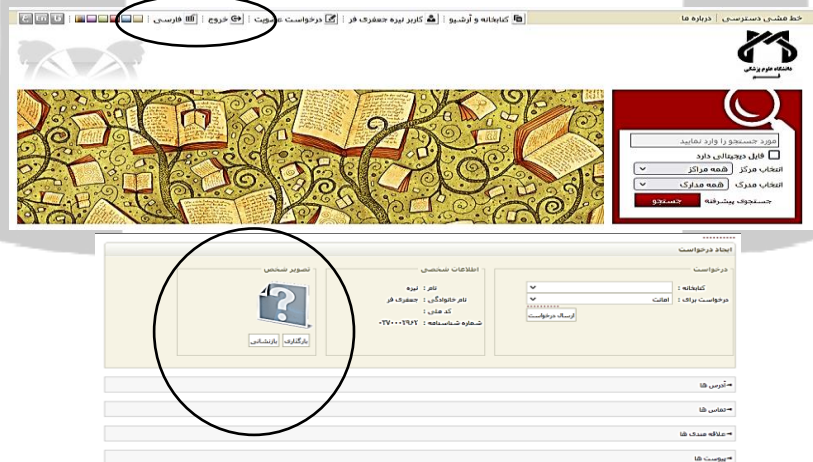 خط مشی دسترسی | درباره ما
کتابخانه و آرشیو | کاربر نیره جعفری فر | درخواست عضویت | خروج | فارسی
دانشگاه علوم پزشکی
قم
مورد جستجو را وارد نمایید
فایل دیجیتالی دارد
انتخاب مرکز همه مراکز
انتخاب مدرک همه مدارک
جستجوی پیشرفته جستجو
ایجاد درخواست
درخواست
کتابخانه :
درخواست برای : امانت
ارسال درخواست
اطلاعات شخصی
نام : نیره
نام خانوادگی : جعفری فر
کد ملی :
شماره شناسنامه :
تصویر شخص
بارگذاری بازنشانی
آدرس ها
تماس ها
علاقه مندی ها
پیوست ها